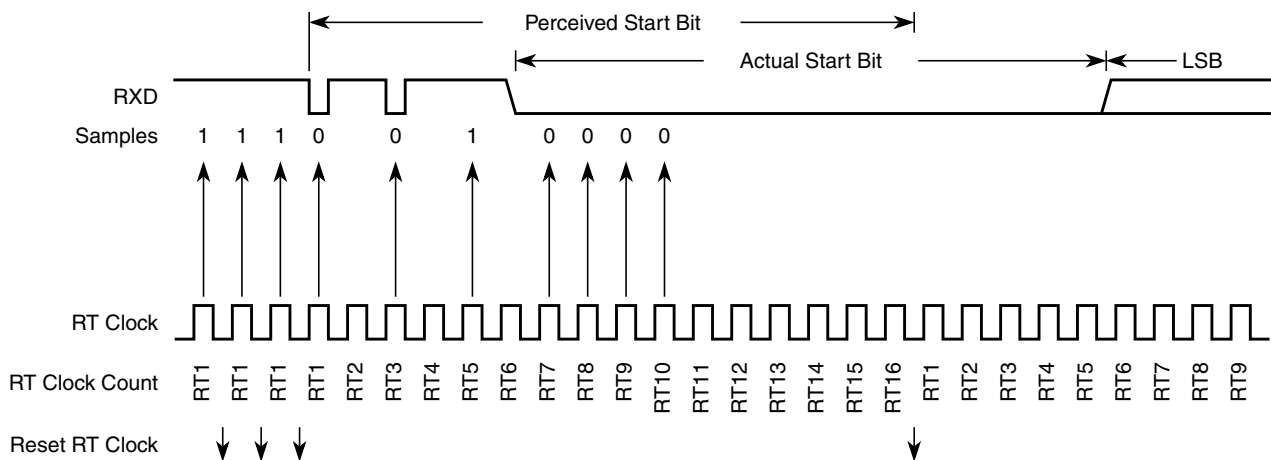 Perceived Start Bit
Actual Start Bit
LSB
RXD
Samples 1 1 1 0 0 1 0 0 0 0
RT Clock
RT Clock Count RT1 RT1 RT1 RT1 RT2 RT3 RT4 RT5 RT6 RT7 RT8 RT9 RT10 RT11 RT12 RT13 RT14 RT15 RT16 RT1 RT2 RT3 RT4 RT5 RT6 RT7 RT8 RT9
Reset RT Clock